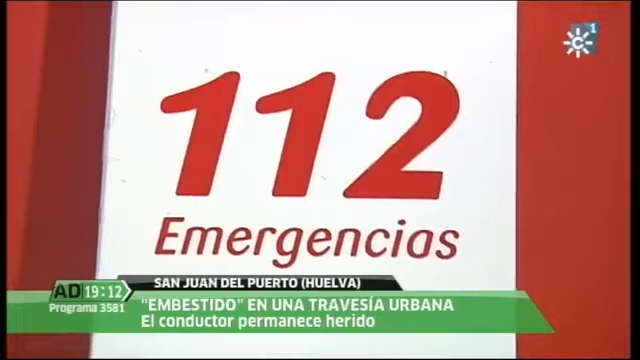 1
112
Emergencias
SAN JUAN DEL PUERTO (HUELVA)
AD 19:12
"EMBESTIDO" EN UNA TRAVESÍA URBANA
Programa 3581
El conductor permanece herido